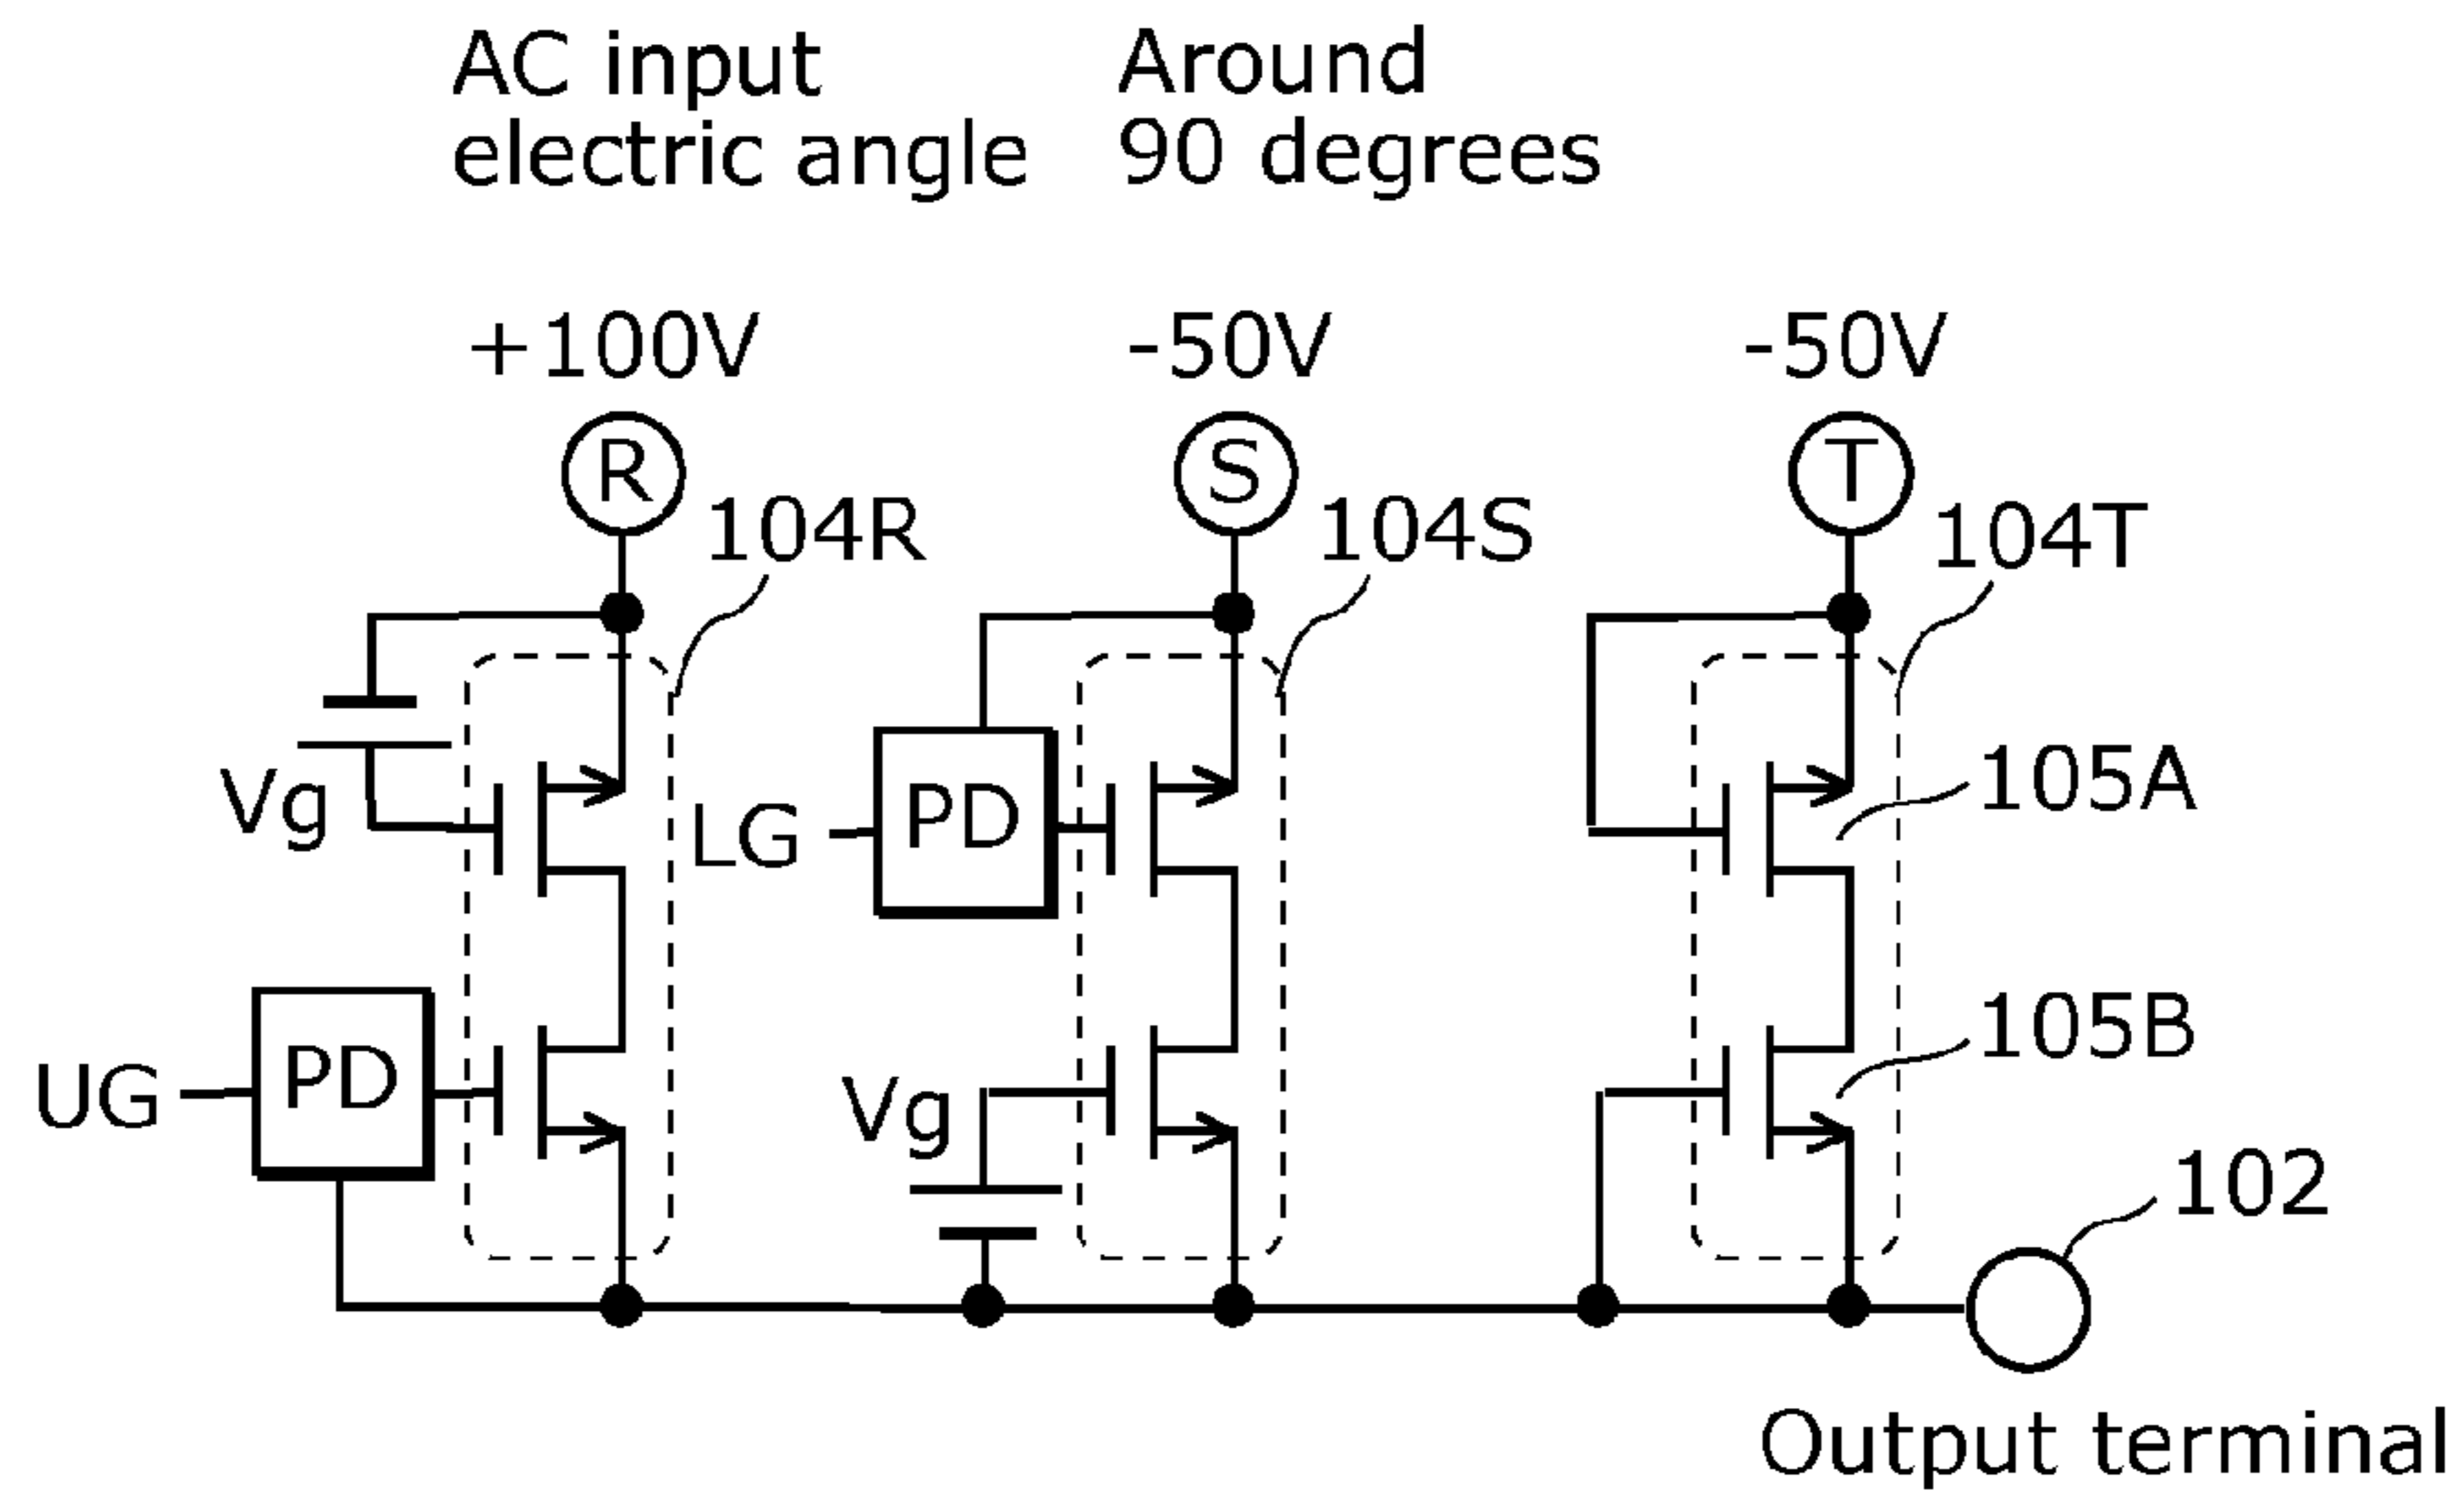 AC input
electric angle
Around
90 degrees
+100V
-50V
-50V
R
S
T
104R
104S
104T
Vg
LG
PD
105A
UG
PD
Vg
105B
102
Output terminal